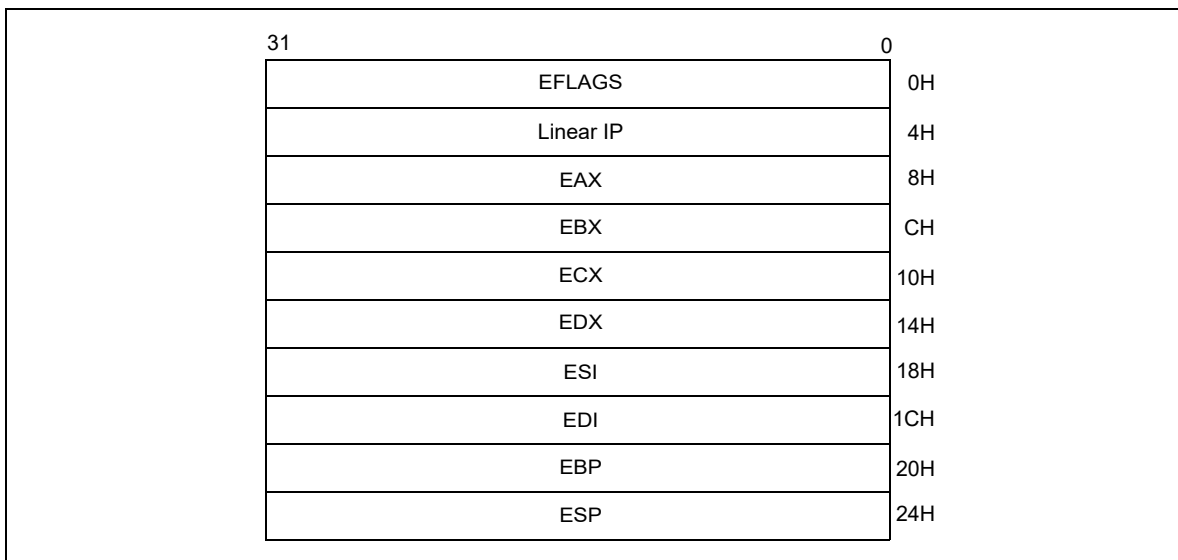 31 0
EFLAGS 0H
Linear IP 4H
EAX 8H
EBX CH
ECX 10H
EDX 14H
ESI 18H
EDI 1CH
EBP 20H
ESP 24H